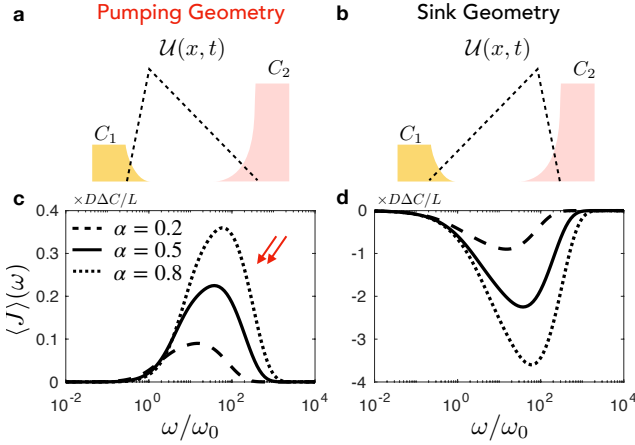 a Pumping Geometry b Sink Geometry
𝒰(x, t) 𝒰(x, t)
C₁ C₂ C₁ C₂
c ×DΔC/L d ×DΔC/L
⟨J⟩(ω)
0.4
0.3
0.2
0.1
0
α = 0.2
α = 0.5
α = 0.8
10⁻² 10⁰ 10² 10⁴
ω/ω₀
0
-1
-2
-3
-4
10⁻² 10⁰ 10² 10⁴
ω/ω₀